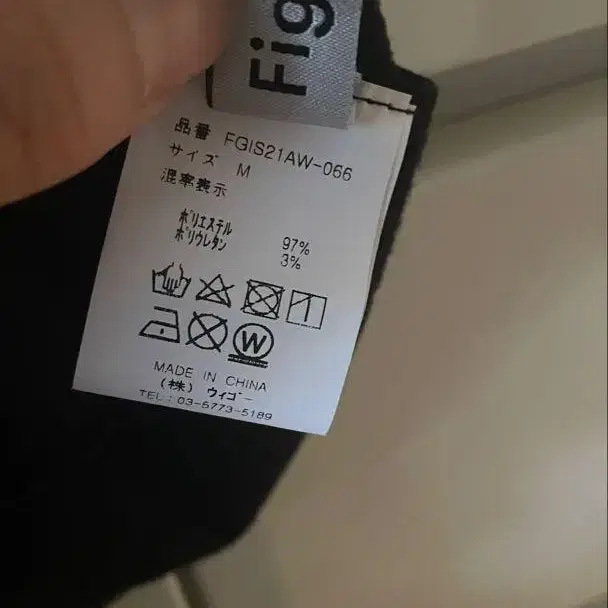 Fig
品番 FGIS21AW-066
サイズ M
混率表示
ポリエステル 97%
ポリウレタン 3%
W
MADE IN CHINA
(株) ウィゴー
TEL:03-5773-5189